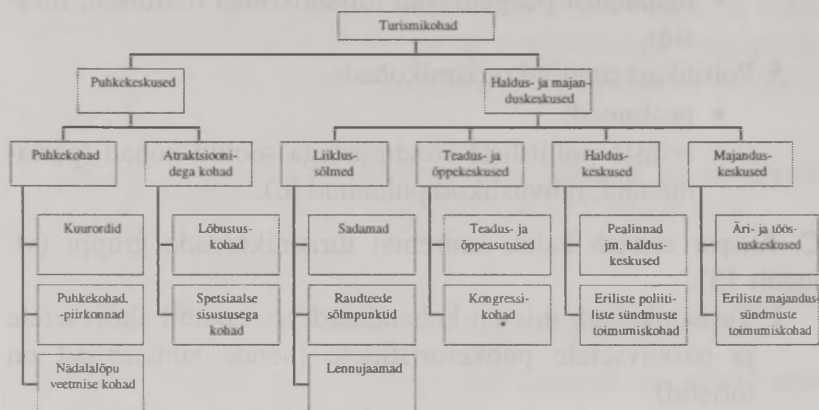 Turismikohad
Puhkekeskused
Haldus- ja majan-
duskeskused
Puhkekohad
Atraktsiooni-
dega kohad
Liiklus-
sõlmed
Teadus- ja
õppekeskused
Haldus-
keskused
Majandus-
keskused
Kuurordid
Lõbustus-
kohad
Sadamad
Teadus- ja
õppeasutused
Pealinnad
jm. haldus-
keskused
Äri- ja töös-
tuskeskused
Puhkekohad,
-piirkonnad
Spetsiaalse
sisustusega
kohad
Raudteede
sõlmpunktid
Kongressi-
kohad
Eriliste poliiti-
liste sündmuste
toimumiskohad
Eriliste majandus-
sündmuste
toimumiskohad
Nädalalõpu
veetmise kohad
Lennujaamad